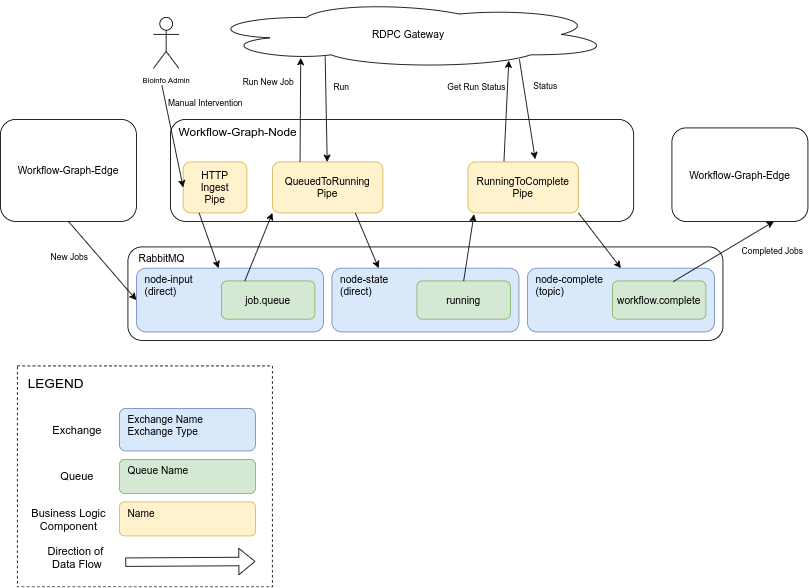 RDPC Gateway
Bioinfo Admin
Run New Job
Run
Get Run Status
Status
Manual Intervention
Workflow-Graph-Node
Workflow-Graph-Edge
HTTP
Ingest
Pipe
QueuedToRunning
Pipe
RunningToComplete
Pipe
Workflow-Graph-Edge
New Jobs
Completed Jobs
RabbitMQ
node-input
(direct)
job.queue
node-state
(direct)
running
node-complete
(topic)
workflow.complete
LEGEND
Exchange
Exchange Name
Exchange Type
Queue
Queue Name
Business Logic
Component
Name
Direction of
Data Flow